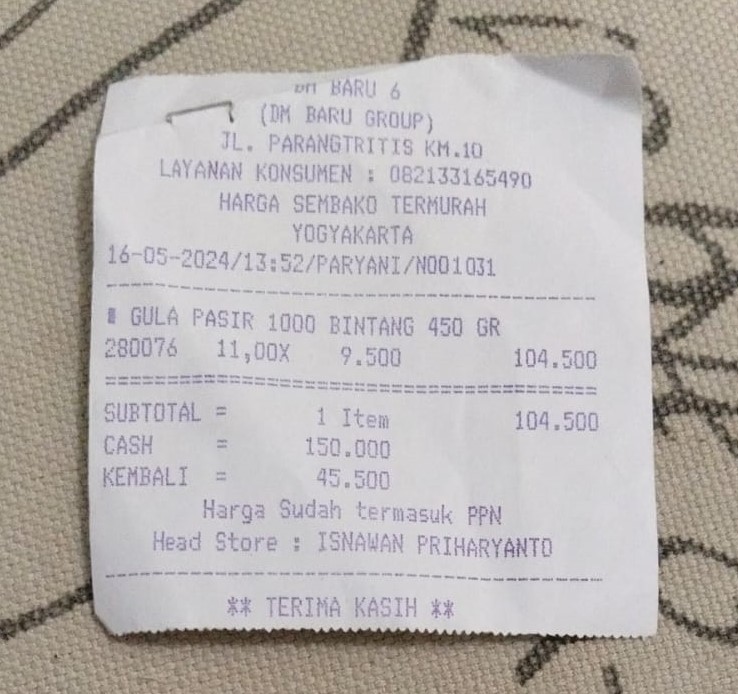 DM BARU 6
(DM BARU GROUP)
JL. PARANGTRITIS KM.10
LAYANAN KONSUMEN : 082133165490
HARGA SEMBAKO TERMURAH
YOGYAKARTA
16-05-2024/13:52/PARYANI/N001031
GULA PASIR 1000 BINTANG 450 GR
280076 11,00X 9.500 104.500
SUBTOTAL = 1 Item 104.500
CASH = 150.000
KEMBALI = 45.500
Harga Sudah termasuk PPN
Head Store : ISNAWAN PRIHARYANTO
** TERIMA KASIH **